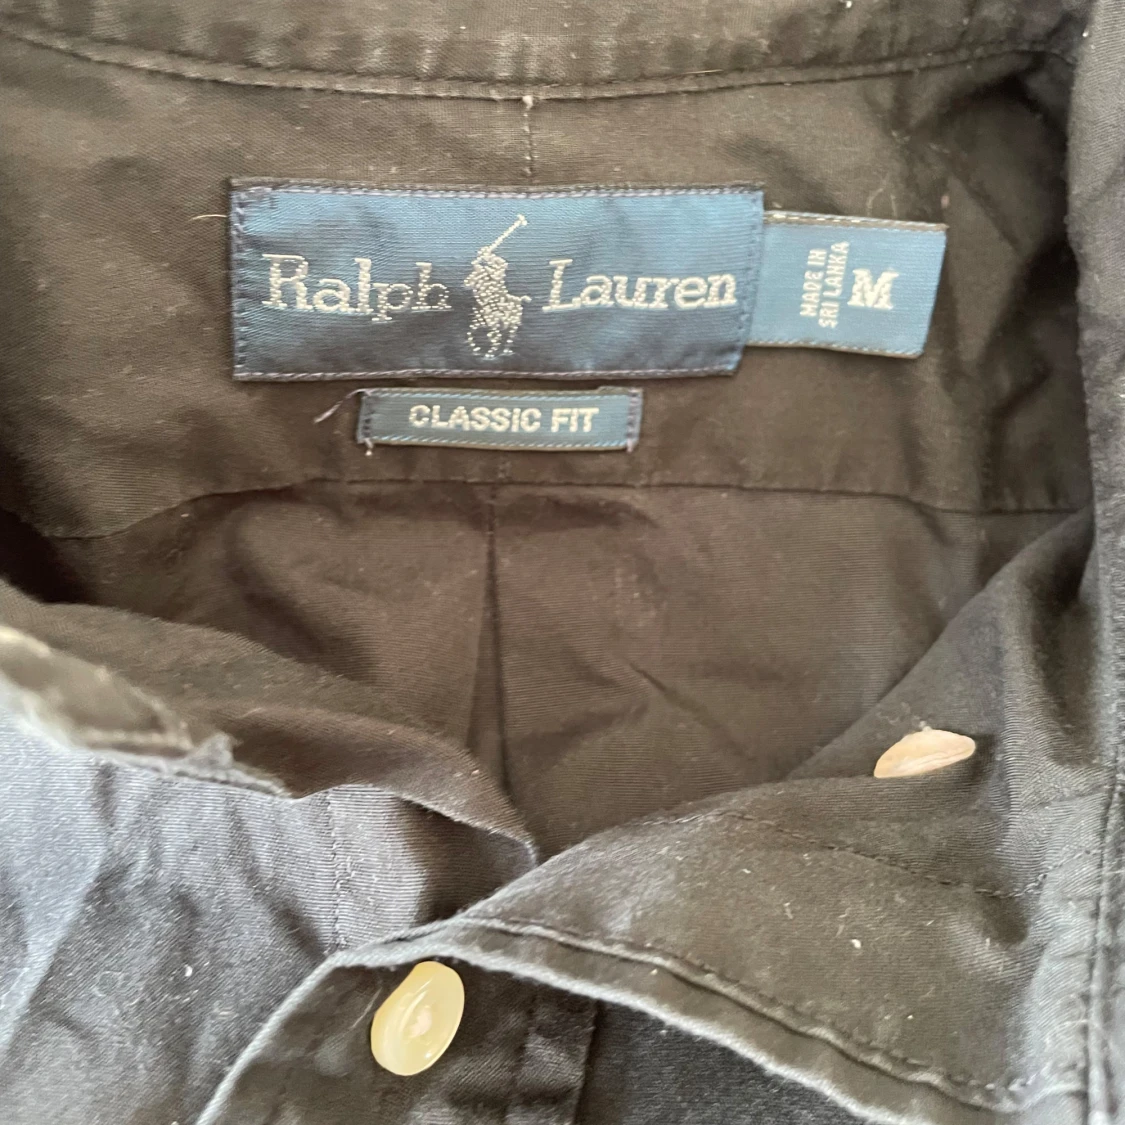 Ralph Lauren
MADE IN
SRI LANKA
M
CLASSIC FIT